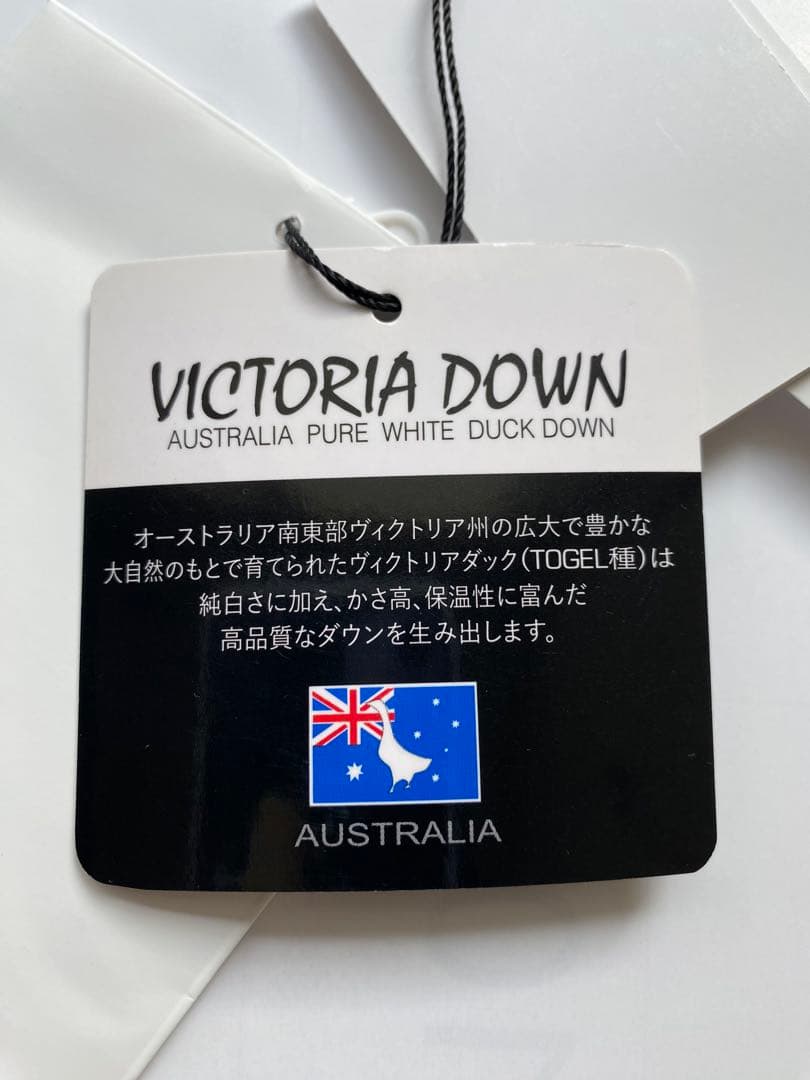 VICTORIA DOWN
AUSTRALIA PURE WHITE DUCK DOWN
オーストラリア南東部ヴィクトリア州の広大で豊かな
大自然のもとで育てられたヴィクトリアダック(TOGEL種)は
純白さに加え、かさ高、保温性に富んだ
高品質なダウンを生み出します。
AUSTRALIA